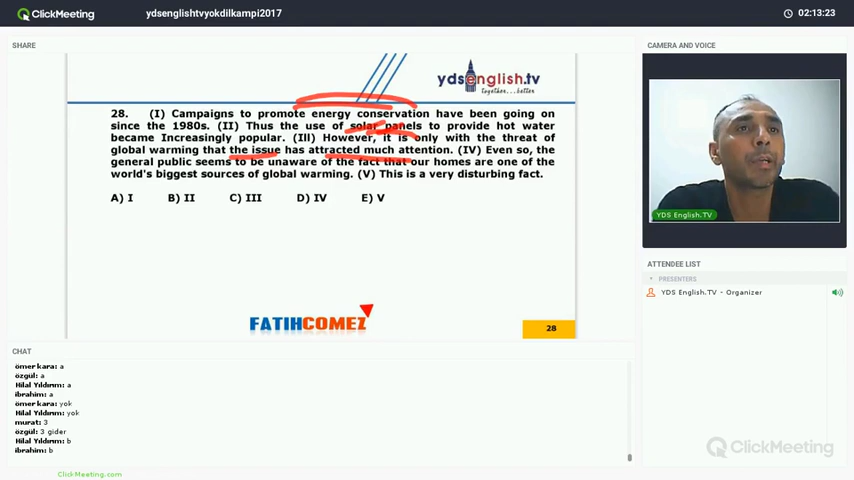 ClickMeeting
ydsenglishtvyokdilkampi2017
02:13:23
SHARE
CAMERA AND VOICE
ydsenglish.tv
together...better
28. (I) Campaigns to promote energy conservation have been going on
since the 1980s. (II) Thus the use of solar panels to provide hot water
became Increasingly popular. (III) However, it is only with the threat of
global warming that the issue has attracted much attention. (IV) Even so, the
general public seems to be unaware of the fact that our homes are one of the
world's biggest sources of global warming. (V) This is a very disturbing fact.
A) I B) II C) III D) IV E) V
FATIHCOMEZ
28
YDS English.TV
ATTENDEE LIST
PRESENTERS
YDS English.TV - Organizer
CHAT
ömer kara: a
özgül: a
Hilal Yıldırım: a
ibrahim: a
ömer kara: yok
Hilal Yıldırım: yok
murat: 3
özgül: 3 gider
Hilal Yıldırım: b
ibrahim: b
ClickMeeting
ClickMeeting.com